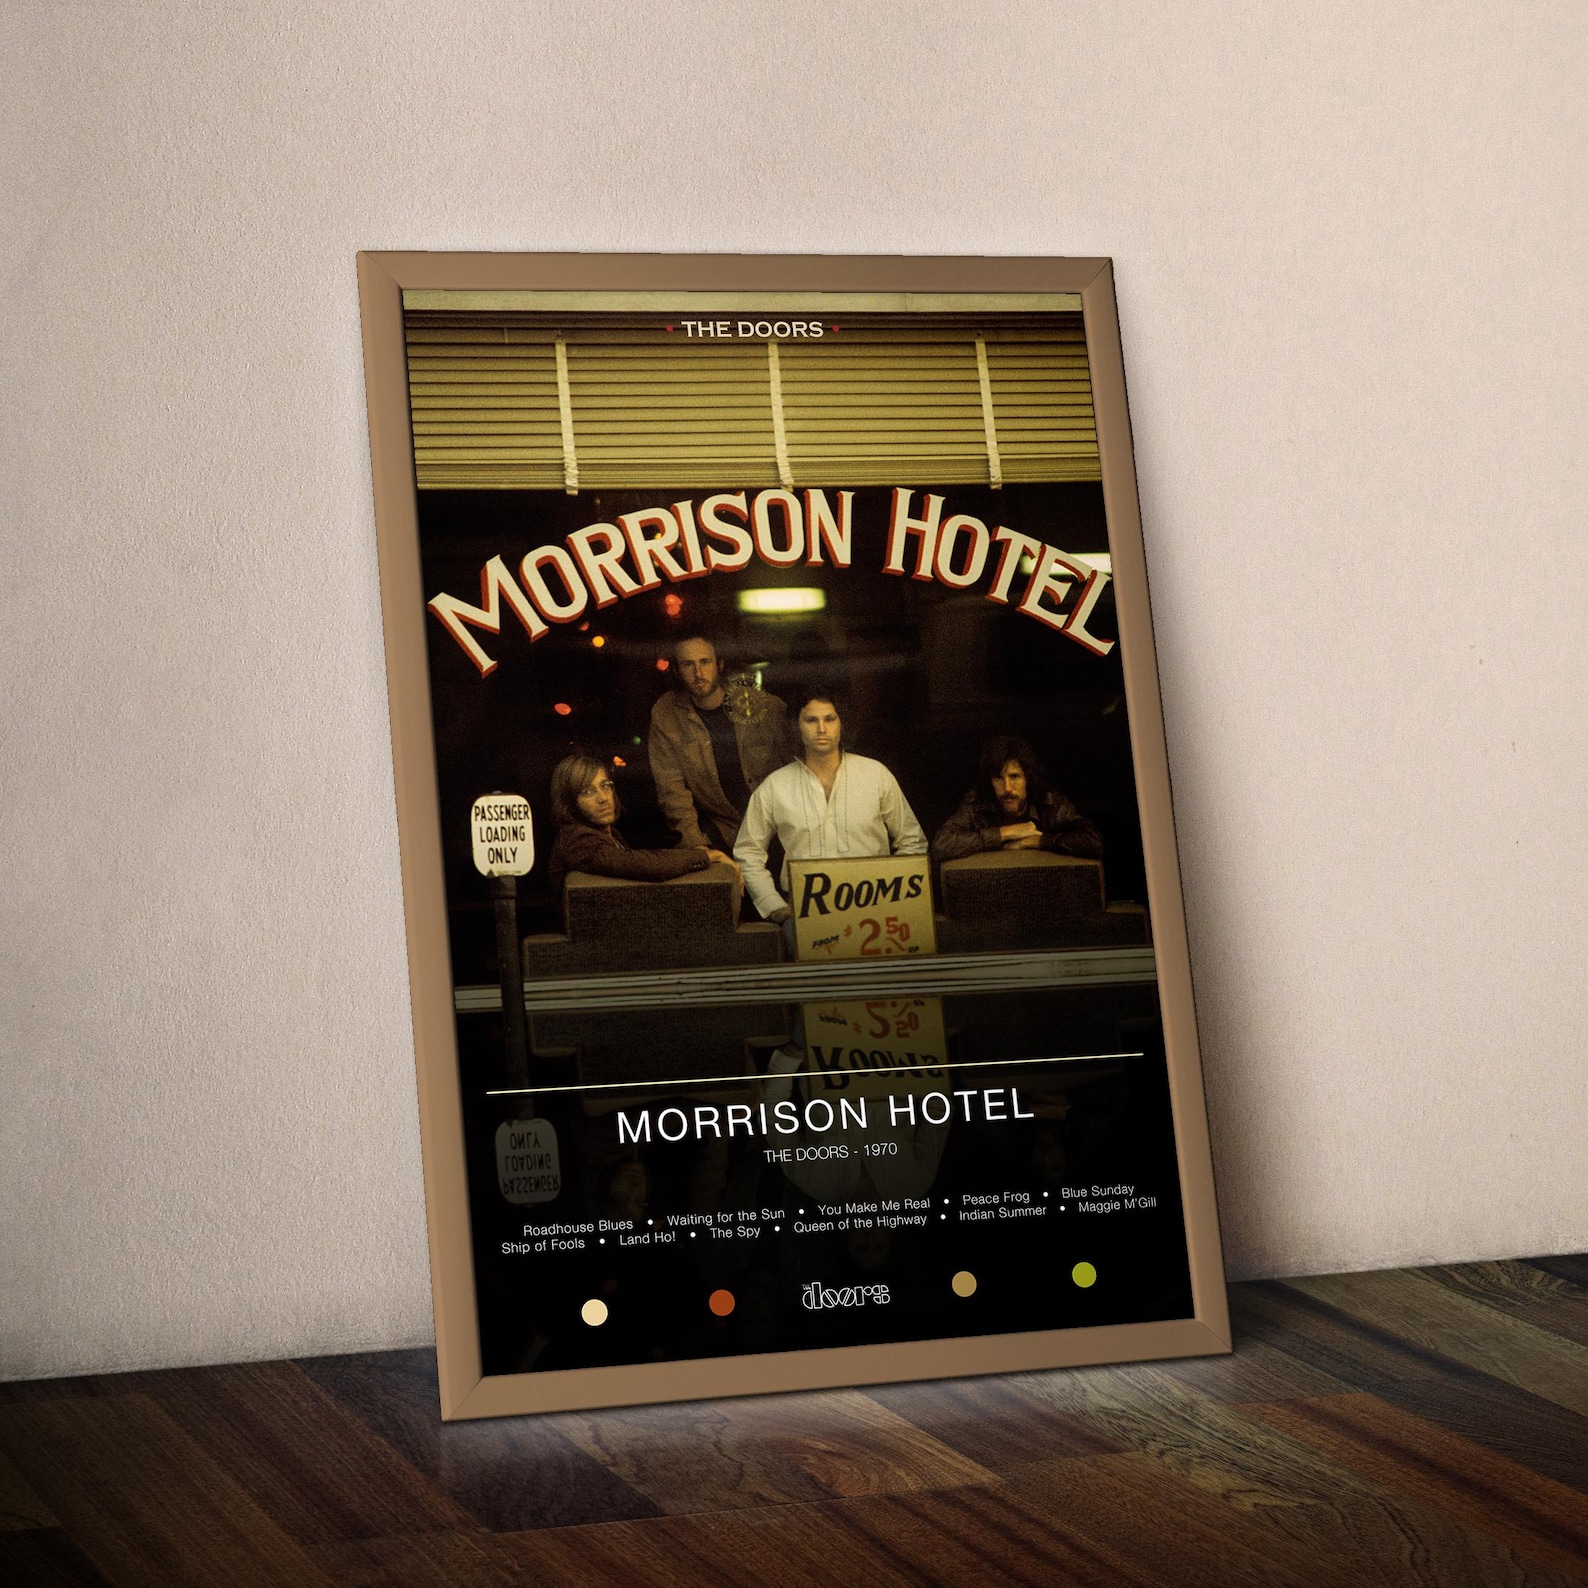 • THE DOORS •
MORRISON HOTEL
PASSENGER
LOADING
ONLY
ROOMS
FROM $2.50 UP
MORRISON HOTEL
THE DOORS - 1970
Roadhouse Blues • Waiting for the Sun • You Make Me Real • Peace Frog • Blue Sunday
Ship of Fools • Land Ho! • The Spy • Queen of the Highway • Indian Summer • Maggie M'Gill
THE doors